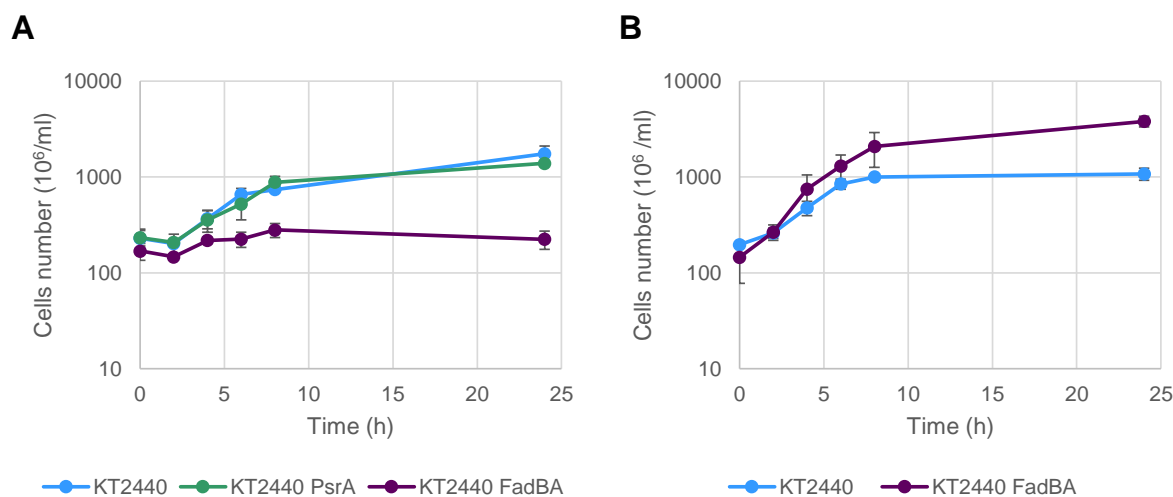 A
10000
1000
100
10
Cells number (10⁶/ml)
0 5 10 15 20 25
Time (h)
KT2440 KT2440 PsrA KT2440 FadBA
B
10000
1000
100
10
Cells number (10⁶ /ml)
0 5 10 15 20 25
Time (h)
KT2440 KT2440 FadBA